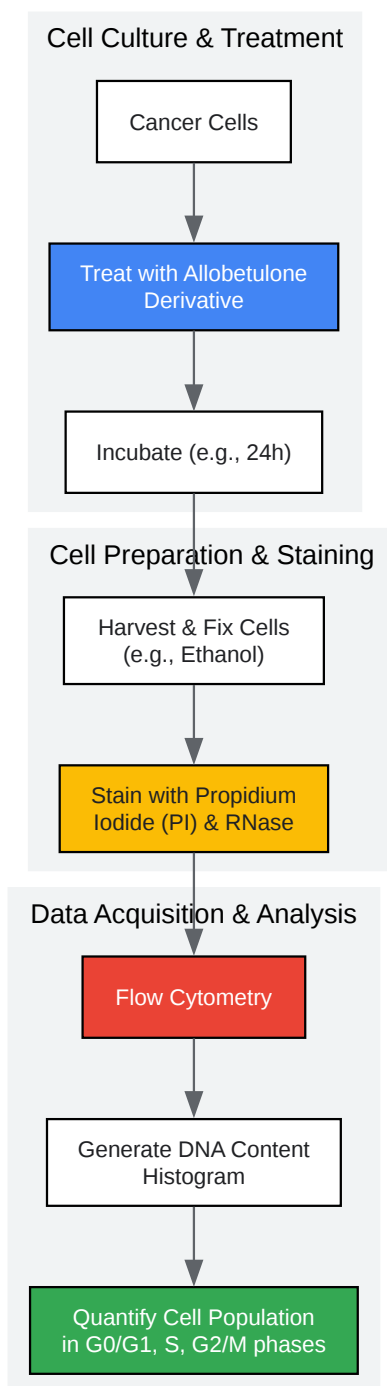 Cell Culture & Treatment
Cancer Cells
Treat with Allobetulone
Derivative
Incubate (e.g., 24h)
Cell Preparation & Staining
Harvest & Fix Cells
(e.g., Ethanol)
Stain with Propidium
Iodide (PI) & RNase
Data Acquisition & Analysis
Flow Cytometry
Generate DNA Content
Histogram
Quantify Cell Population
in G0/G1, S, G2/M phases